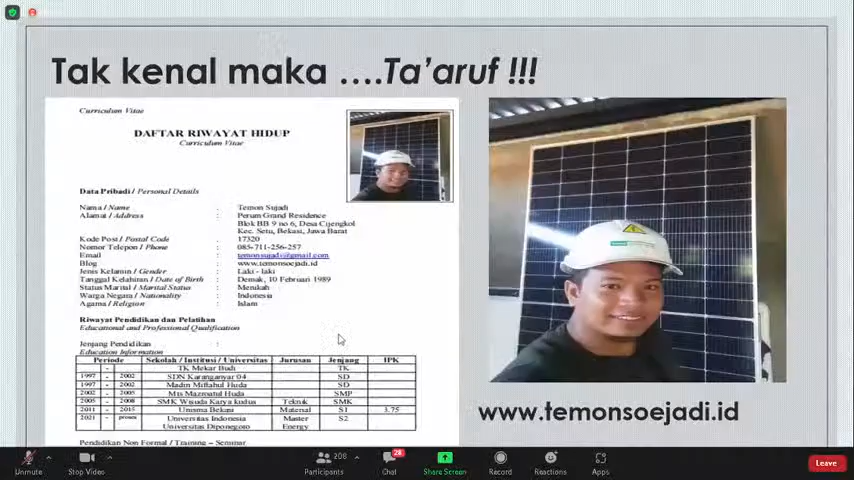 Tak kenal maka ....Ta'aruf !!!
Curriculum Vitae
DAFTAR RIWAYAT HIDUP
Curriculum Vitae
Data Pribadi / Personal Details
Nama / Name : Temon Sujadi
Alamat / Address : Perum Grand Residence
Blok BB 9 no 6, Desa Cijengkol
Kec. Setu, Bekasi, Jawa Barat
Kode Post / Postal Code : 17320
Nomor Telepon / Phone : 085-711-256-257
Email : temonsujadi@gmail.com
Blog : www.temonsoejadi.id
Jenis Kelamin / Gender : Laki - laki
Tanggal Kelahiran / Date of Birth : Demak, 10 Februari 1989
Status Marital / Marital Status : Menikah
Warga Negara / Nationality : Indonesia
Agama / Religion : Islam
Riwayat Pendidikan dan Pelatihan
Educational and Professional Qualification
Jenjang Pendidikan :
Education Information
Periode Sekolah / Institusi / Universitas Jurusan Jenjang IPK
- TK Mekar Budi TK
1997 - 2002 SDN Karanganyar 04 SD
1997 - 2002 Madin Miftahul Huda SD
2002 - 2005 Mts Mazroatul Huda SMP
2005 - 2008 SMK Wisuda Karya kudus Teknik SMK
2011 - 2015 Unisma Bekasi Material S1 3.75
2021 - proses Universitas Indonesia Master S2
Universitas Diponegoro Energy
Pendidikan Non Formal / Training – Seminar
www.temonsoejadi.id
Unmute
Stop Video
208
Participants
28
Chat
Share Screen
Record
Reactions
Apps
Leave